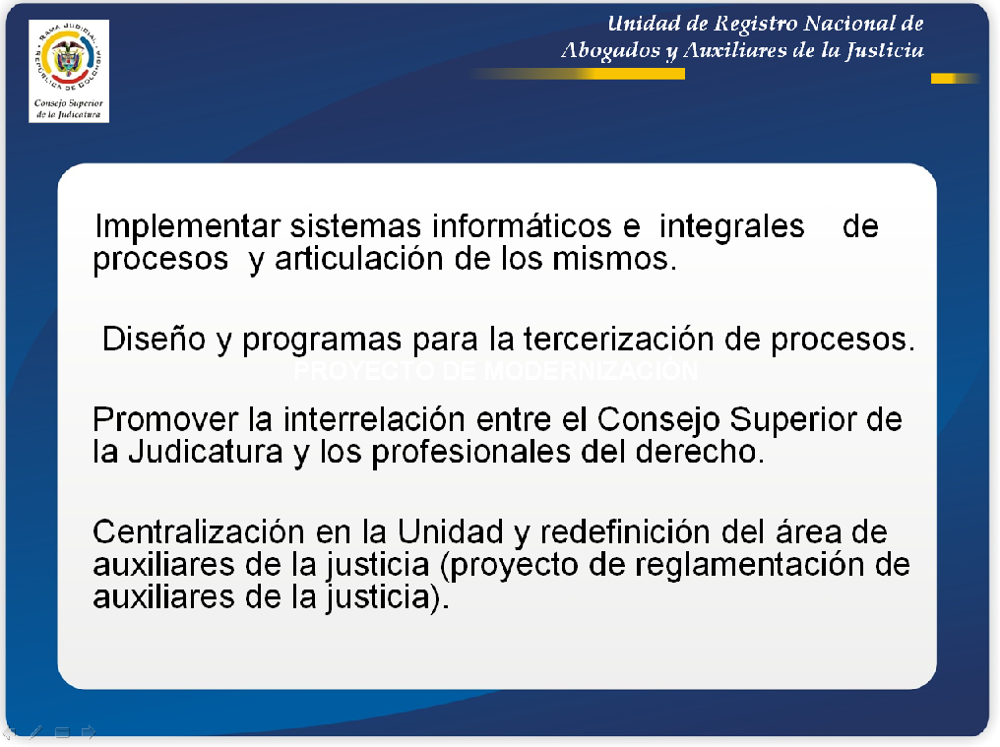 RAMA JUDICIAL
REPÚBLICA DE COLOMBIA
Consejo Superior
de la Judicatura
Unidad de Registro Nacional de
Abogados y Auxiliares de la Justicia
Implementar sistemas informáticos e integrales de
procesos y articulación de los mismos.
Diseño y programas para la tercerización de procesos.
PROYECTO DE MODERNIZACIÓN
Promover la interrelación entre el Consejo Superior de
la Judicatura y los profesionales del derecho.
Centralización en la Unidad y redefinición del área de
auxiliares de la justicia (proyecto de reglamentación de
auxiliares de la justicia).